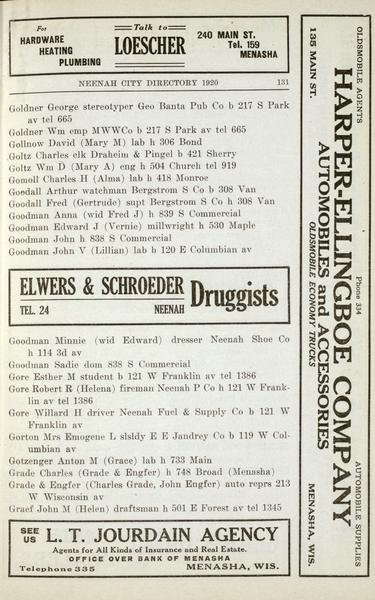 For
HARDWARE
HEATING
PLUMBING
Talk to
LOESCHER
240 MAIN ST.
Tel. 159
MENASHA
NEENAH CITY DIRECTORY 1920 131
Goldner George stereotyper Geo Banta Pub Co b 217 S Park
av tel 665
Goldner Wm emp MWWCo b 217 S Park av tel 665
Gollnow David (Mary M) lab h 306 Bond
Goltz Charles elk Draheim & Pingel b 421 Sherry
Goltz Wm D (Mary A) eng h 504 Church tel 919
Gomoll Charles H (Alma) lab h 418 Monroe
Goodall Arthur watchman Bergstrom S Co b 308 Van
Goodall Fred (Gertrude) supt Bergstrom S Co h 308 Van
Goodman Anna (wid Fred J) h 839 S Commercial
Goodman Edward J (Vernie) millwright h 530 Maple
Goodman John h 838 S Commercial
Goodman John V (Lillian) lab b 120 E Columbian av
ELWERS & SCHROEDER
TEL. 24 NEENAH
Druggists
Goodman Minnie (wid Edward) dresser Neenah Shoe Co
h 114 3d av
Goodman Sadie dom 838 S Commercial
Gore Esther M student b 121 W Franklin av tel 1386
Gore Robert R (Helena) fireman Neenah P Co h 121 W Frank-
lin av tel 1386
Gore Willard H driver Neenah Fuel & Supply Co b 121 W
Franklin av
Gorton Mrs Emogene L slsldy E E Jandrey Co b 119 W Col-
umbian av
Gotzenger Anton M (Grace) lab h 733 Main
Grade Charles (Grade & Engfer) h 748 Broad (Menasha)
Grade & Engfer (Charles Grade, John Engfer) auto reprs 213
W Wisconsin av
Graef John M (Helen) draftsman h 501 E Forest av tel 1345
SEE
US
L. T. JOURDAIN AGENCY
Agents for All Kinds of Insurance and Real Estate.
OFFICE OVER BANK OF MENASHA
Telephone 335 MENASHA, WIS.
OLDSMOBILE AGENTS Phone 334 AUTOMOBILE SUPPLIES
HARPER-ELLINGBOE COMPANY
AUTOMOBILES and ACCESSORIES
OLDSMOBILE ECONOMY TRUCKS
135 MAIN ST. MENASHA, WIS.